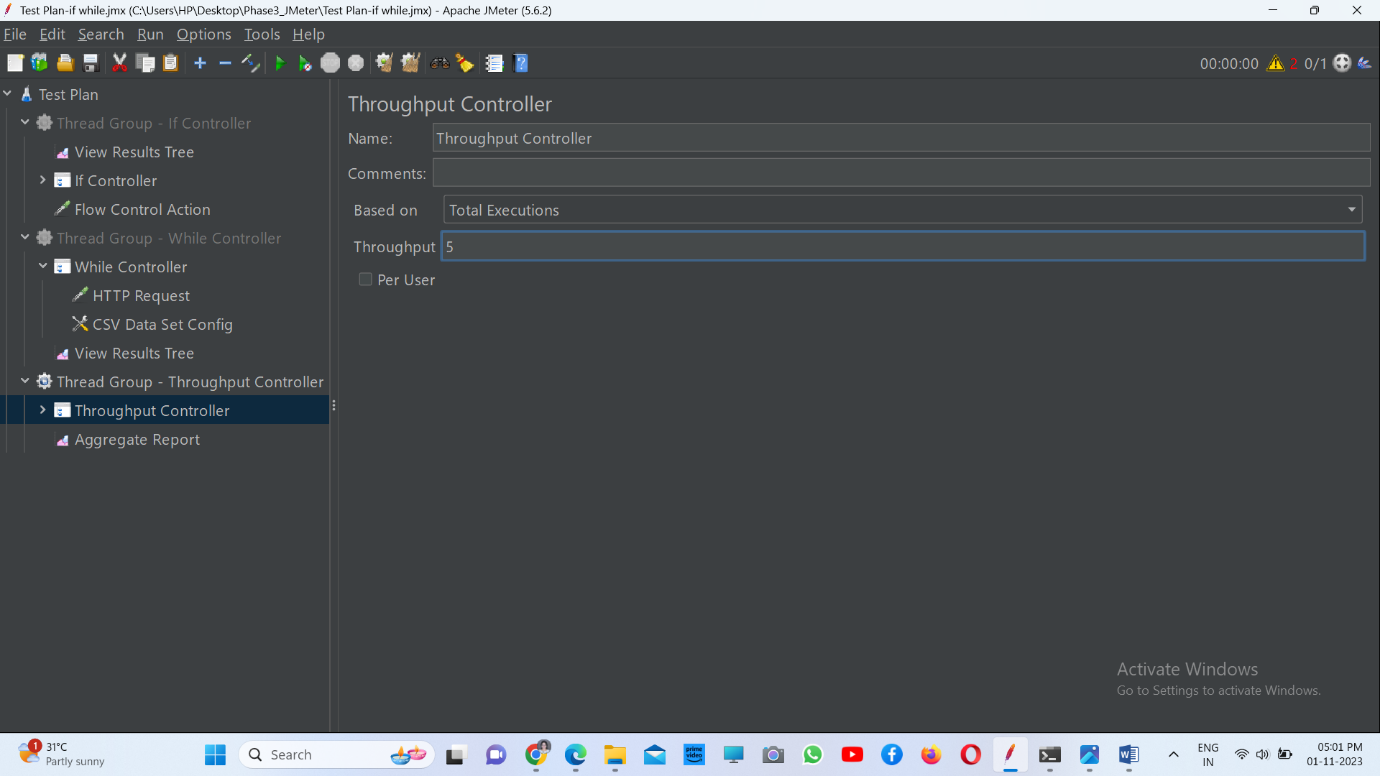 Test Plan-if while.jmx (C:\Users\HP\Desktop\Phase3_JMeter\Test Plan-if while.jmx) - Apache JMeter (5.6.2)
File Edit Search Run Options Tools Help
00:00:00 2 0/1
Test Plan
Thread Group - If Controller
View Results Tree
If Controller
Flow Control Action
Thread Group - While Controller
While Controller
HTTP Request
CSV Data Set Config
View Results Tree
Thread Group - Throughput Controller
Throughput Controller
Aggregate Report
Throughput Controller
Name: Throughput Controller
Comments:
Based on Total Executions
Throughput 5
Per User
Activate Windows
Go to Settings to activate Windows.
1 31°C
Partly sunny
Search
prime video
ENG
IN
05:01 PM
01-11-2023